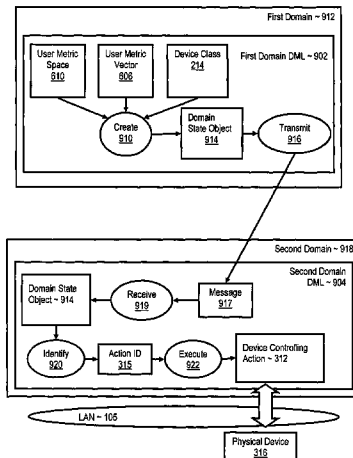 First Domain ~ 912
First Domain DML ~ 902
User Metric
Space
610
User Metric
Vector
606
Device Class
214
Create
910
Domain
State Object
914
Transmit
916
Second Domain ~ 918
Second Domain
DML ~ 904
Domain State
Object ~ 914
Receive
919
Message
917
Identify
920
Action ID
315
Execute
922
Device Controlling
Action ~ 312
LAN ~ 105
Physical Device
316